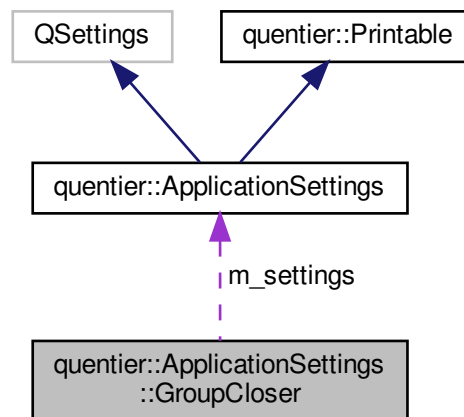 QSettings
quentier::Printable
quentier::ApplicationSettings
m_settings
quentier::ApplicationSettings
::GroupCloser